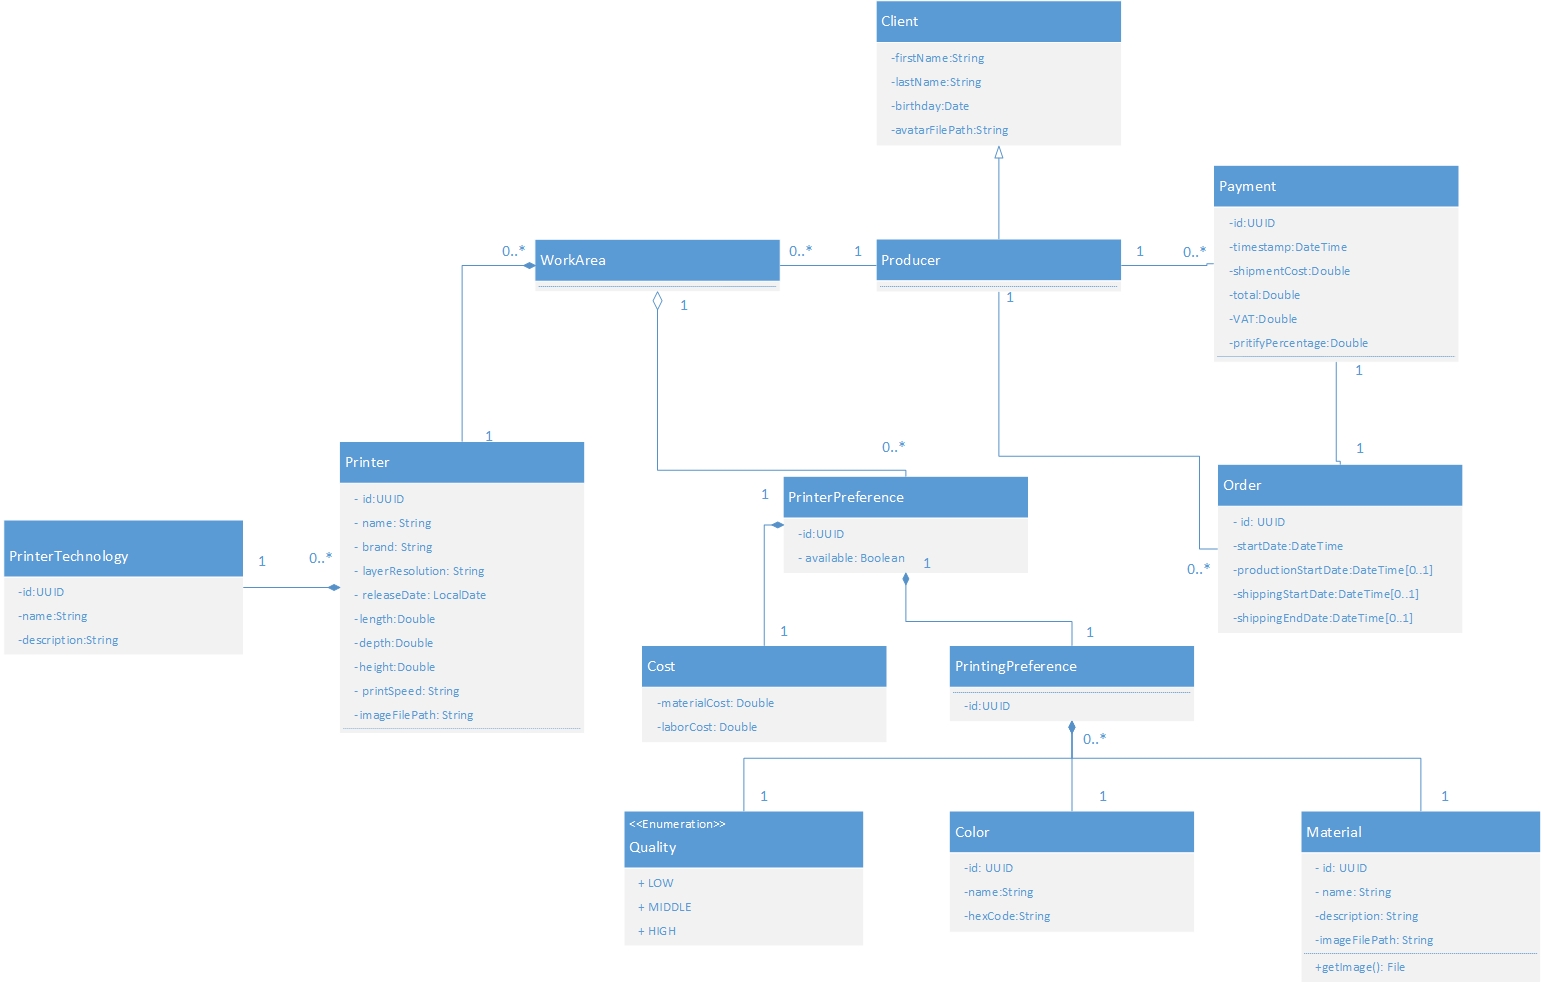 Client
-firstName:String
-lastName:String
-birthday:Date
-avatarFilePath:String
Payment
-id:UUID
-timestamp:DateTime
-shipmentCost:Double
-total:Double
-VAT:Double
-pritifyPercentage:Double
0..*
WorkArea
0..*
1
Producer
1
0..*
1
1
1
1
0..*
1
1
Printer
- id:UUID
- name: String
- brand: String
- layerResolution: String
- releaseDate: LocalDate
-length:Double
-depth:Double
-height:Double
- printSpeed: String
-imageFilePath: String
PrinterTechnology
-id:UUID
-name:String
-description:String
1
0..*
1
PrinterPreference
-id:UUID
- available: Boolean
1
Order
- id: UUID
-startDate:DateTime
-productionStartDate:DateTime[0..1]
-shippingStartDate:DateTime[0..1]
-shippingEndDate:DateTime[0..1]
0..*
1
1
Cost
-materialCost: Double
-laborCost: Double
PrintingPreference
-id:UUID
0..*
1
1
1
<<Enumeration>>
Quality
+ LOW
+ MIDDLE
+ HIGH
Color
-id: UUID
-name:String
-hexCode:String
Material
- id: UUID
- name: String
-description: String
-imageFilePath: String
+getImage(): File